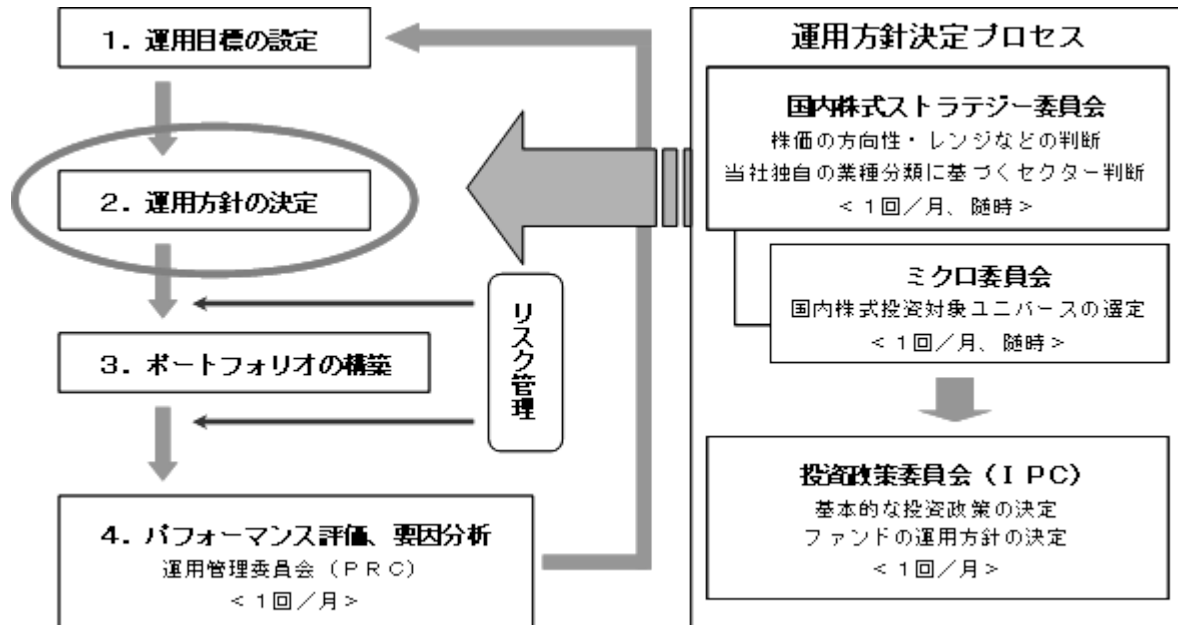 1．運用目標の設定
2．運用方針の決定
リスク管理
3．ポートフォリオの構築
4．パフォーマンス評価、要因分析
運用管理委員会（ＰＲＣ）
＜１回／月＞
運用方針決定プロセス
国内株式ストラテジー委員会
株価の方向性・レンジなどの判断
当社独自の業種分類に基づくセクター判断
＜１回／月、随時＞
ミクロ委員会
国内株式投資対象ユニバースの選定
＜１回／月、随時＞
投資政策委員会（ＩＰＣ）
基本的な投資政策の決定
ファンドの運用方針の決定
＜１回／月＞